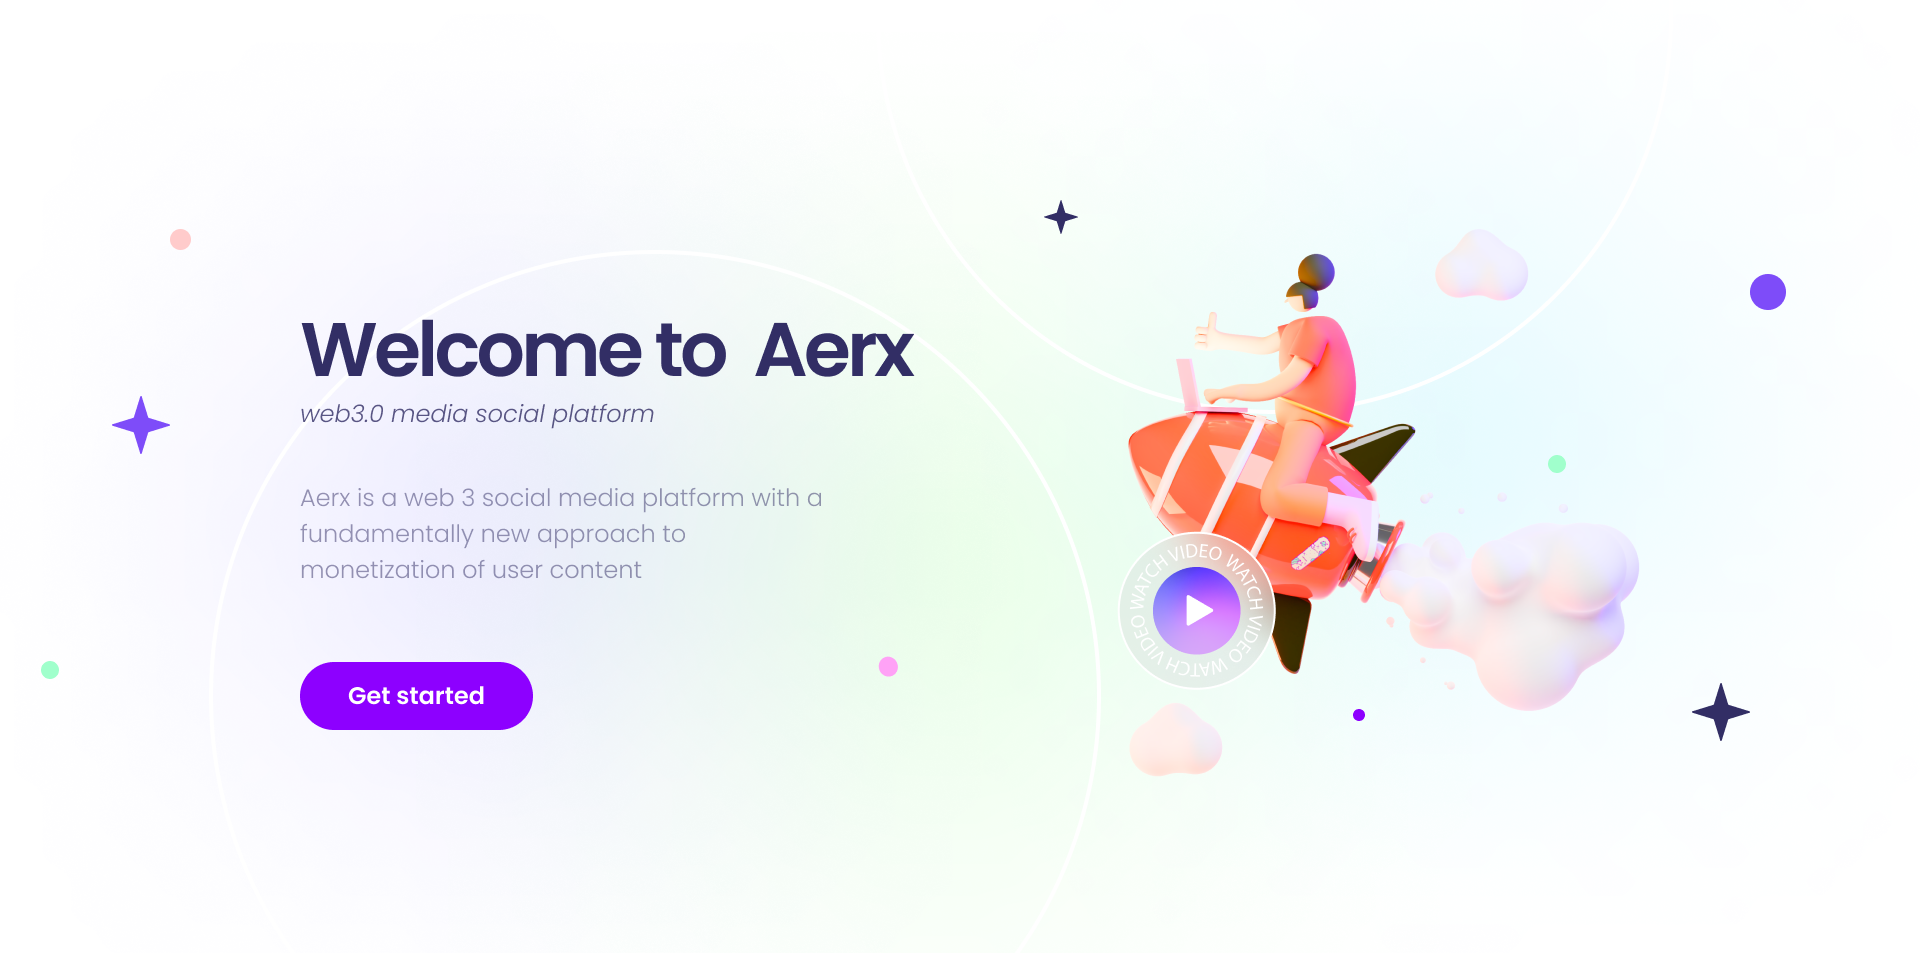 Welcome to Aerx
web3.0 media social platform
Aerx is a web 3 social media platform with a
fundamentally new approach to
monetization of user content
Get started
WATCH VIDEO WATCH VIDEO WATCH VIDEO